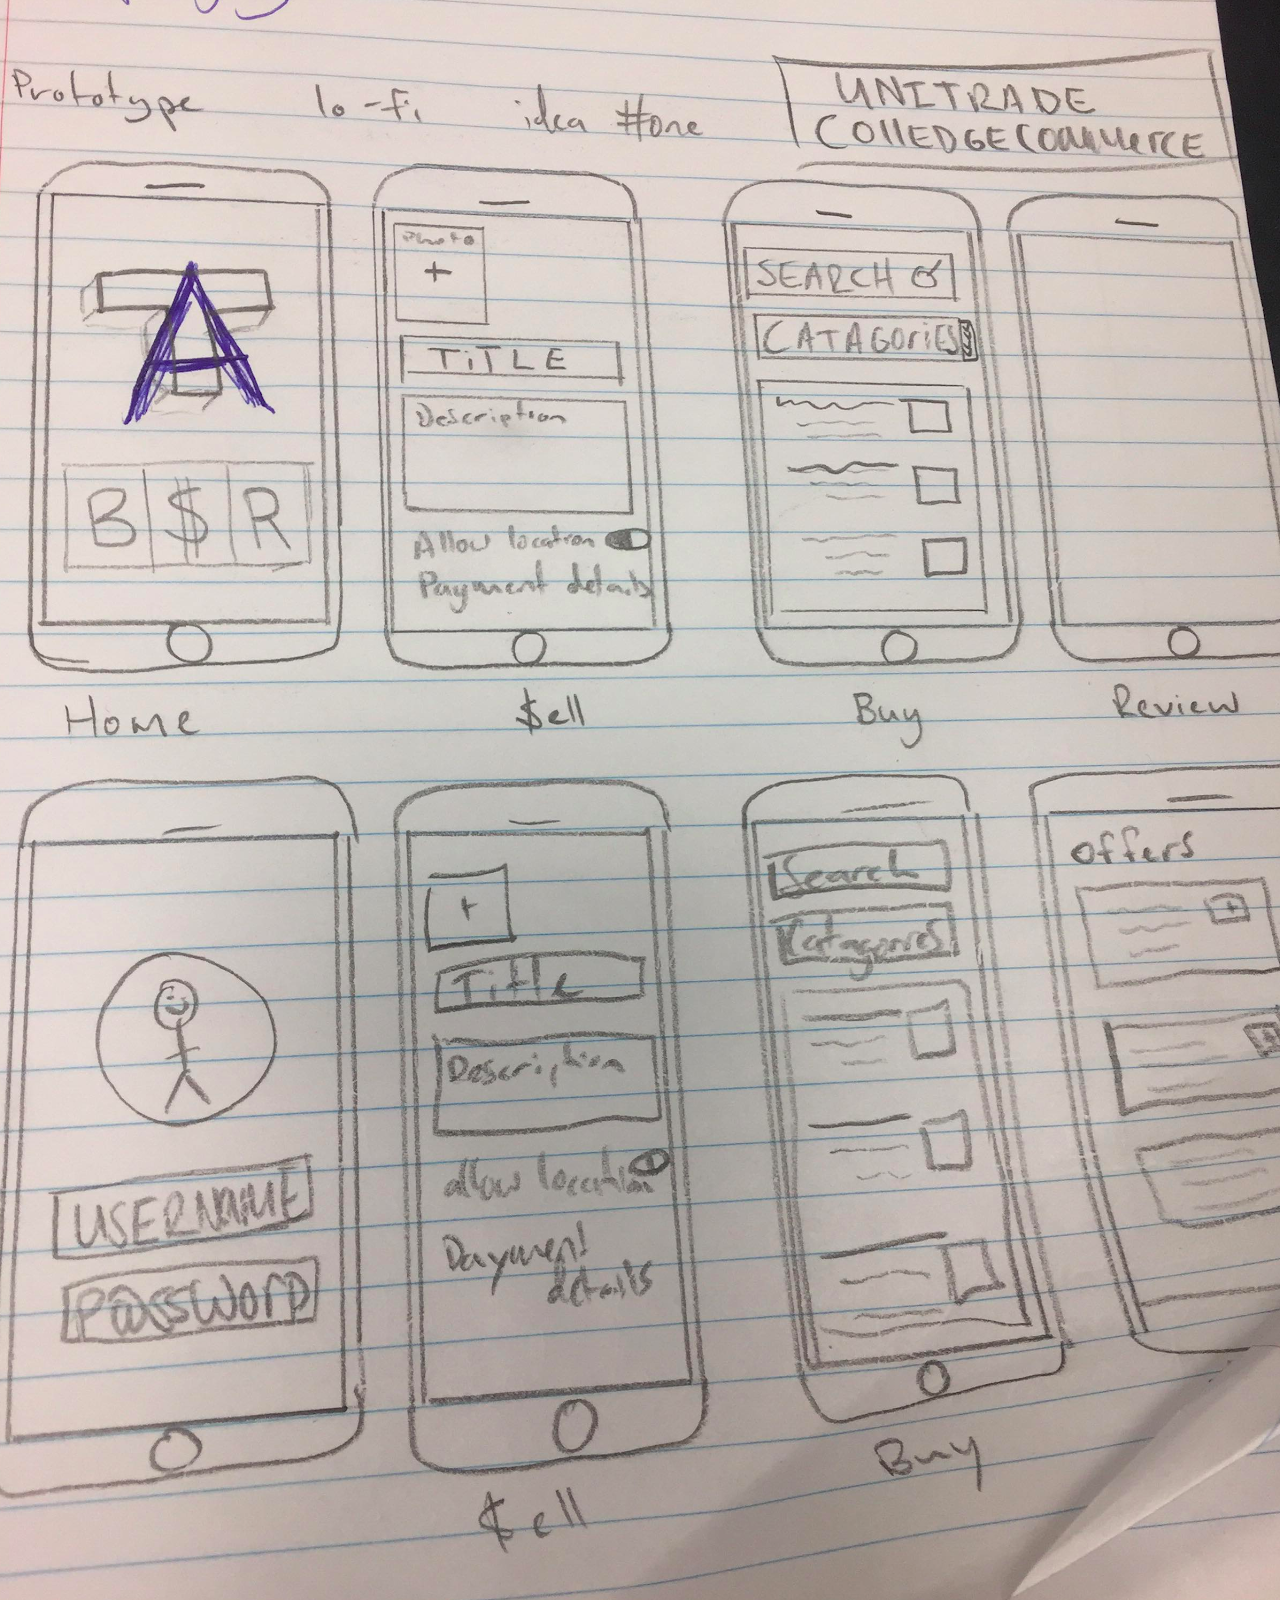 Prototype lo-fi idea #one
UNITRADE
COllEDGECOmmerCE
TA
B $ R
Home
Photo
+
TiTLE
Description
Allow location
Payment details
$ell
SEARCH
CATAGORiES
Buy
Review
USERNAME
PASSWOrD
+
Title
Description
allow location
Payment
details
$ell
Search
Catagories
Buy
offers
+